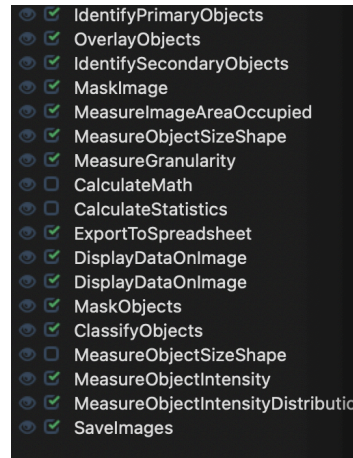 IdentifyPrimaryObjects
OverlayObjects
IdentifySecondaryObjects
MaskImage
MeasureImageAreaOccupied
MeasureObjectSizeShape
MeasureGranularity
CalculateMath
CalculateStatistics
ExportToSpreadsheet
DisplayDataOnImage
DisplayDataOnImage
MaskObjects
ClassifyObjects
MeasureObjectSizeShape
MeasureObjectIntensity
MeasureObjectIntensityDistributio
SaveImages